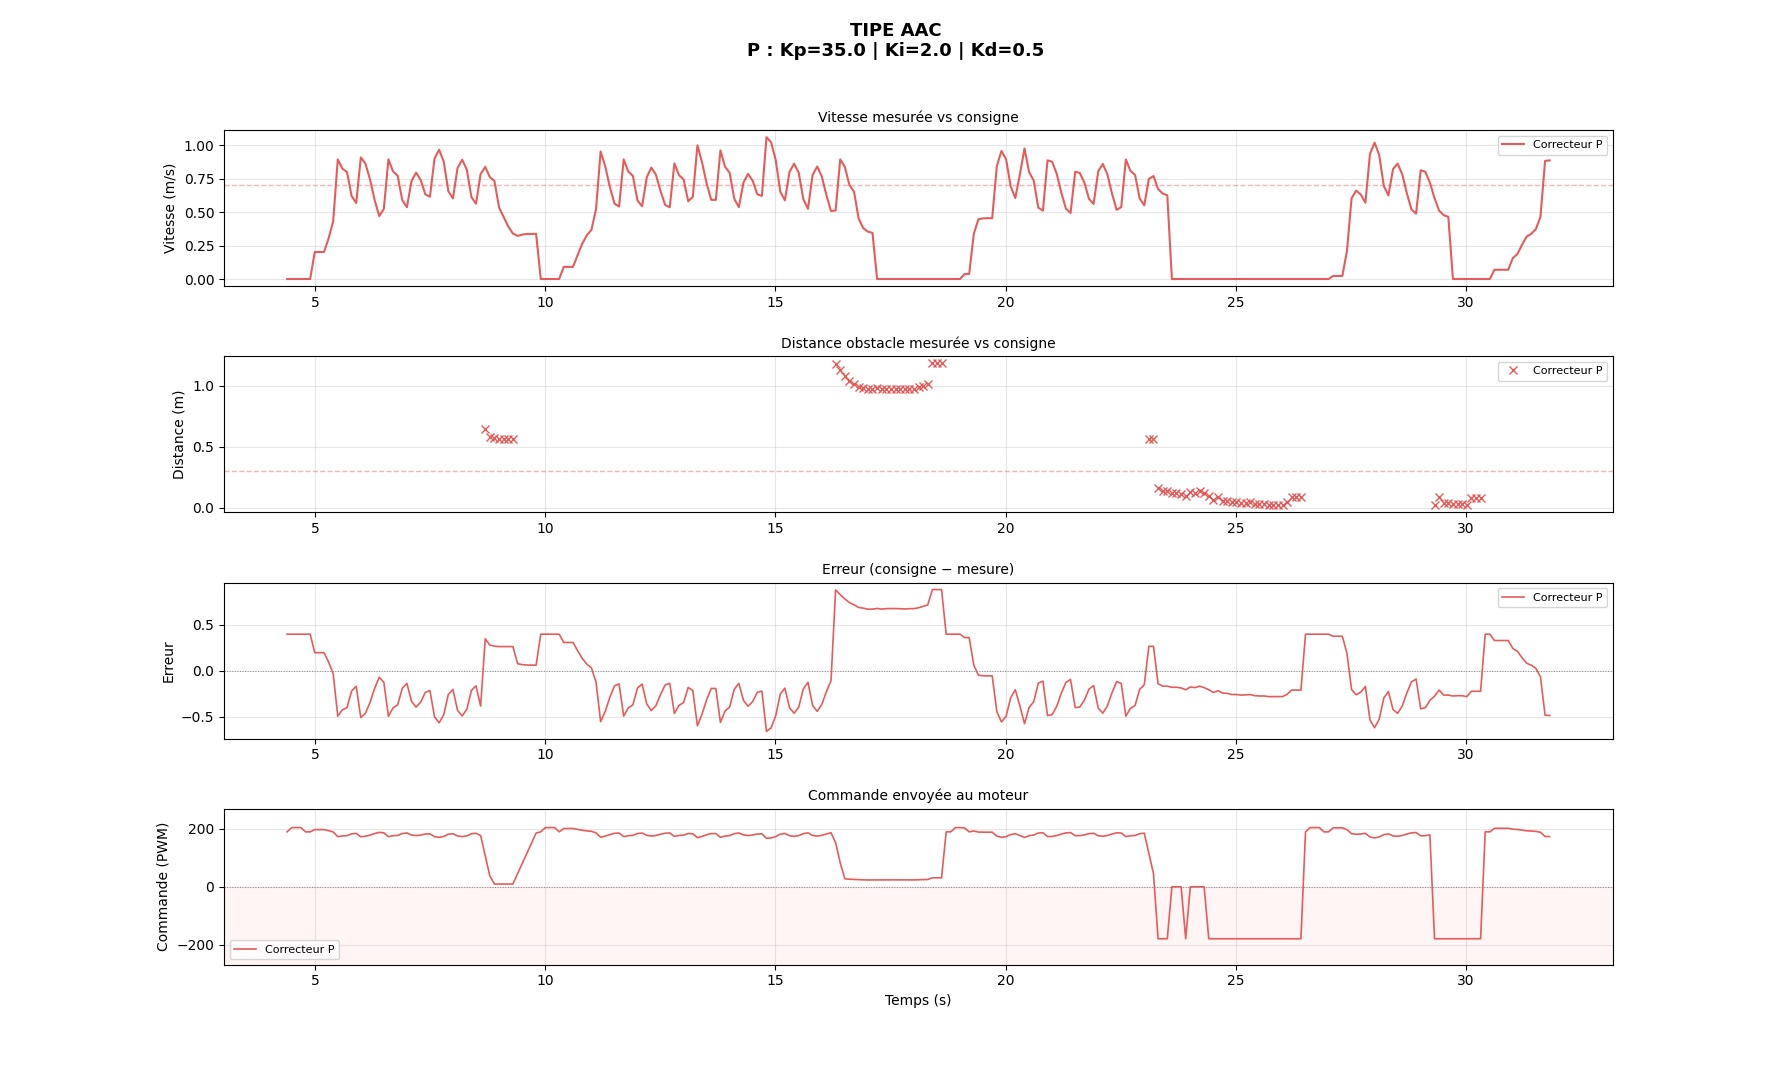 TIPE AAC
P : Kp=35.0 | Ki=2.0 | Kd=0.5
Vitesse mesurée vs consigne
Vitesse (m/s)
1.00
0.75
0.50
0.25
0.00
Correcteur P
5 10 15 20 25 30
Distance obstacle mesurée vs consigne
Distance (m)
1.0
0.5
0.0
Correcteur P
5 10 15 20 25 30
Erreur (consigne − mesure)
Erreur
0.5
0.0
−0.5
Correcteur P
5 10 15 20 25 30
Commande envoyée au moteur
Commande (PWM)
200
0
−200
Correcteur P
5 10 15 20 25 30
Temps (s)